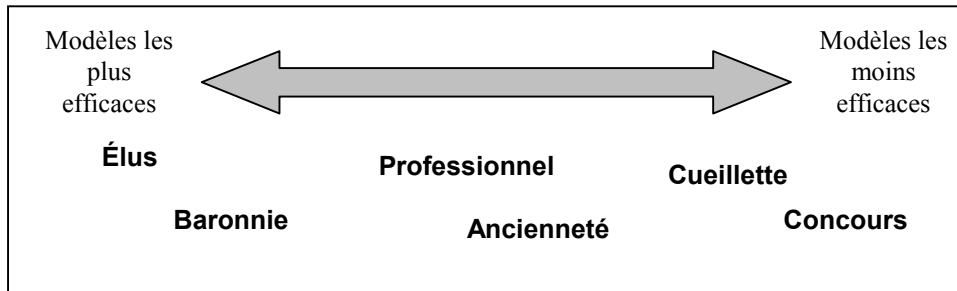 Modèles les
plus
efficaces
Modèles les
moins
efficaces
Élus
Professionnel
Cueillette
Baronnie
Ancienneté
Concours